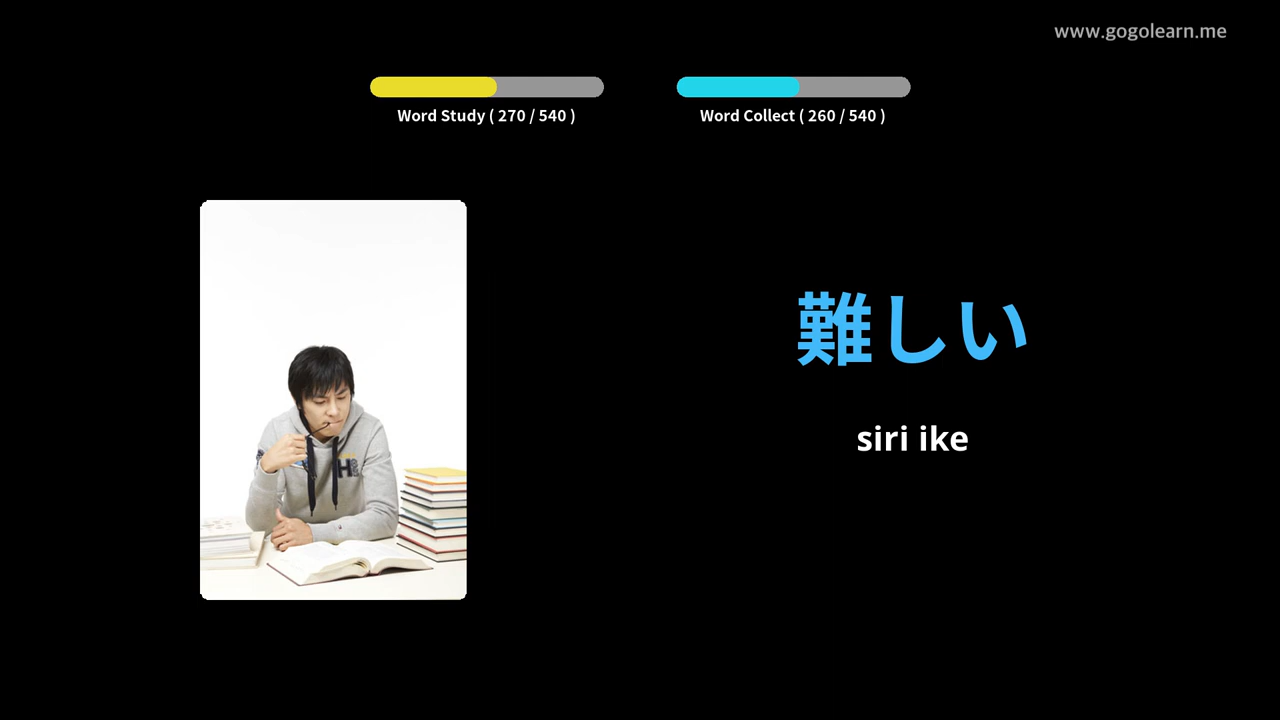 www.gogolearn.me
Word Study ( 270 / 540 )
Word Collect ( 260 / 540 )
難しい
siri ike
H